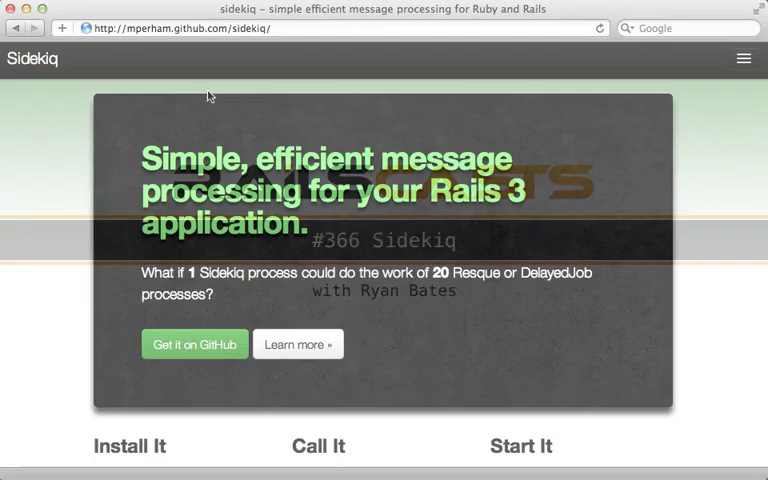 sidekiq – simple efficient message processing for Ruby and Rails
http://mperham.github.com/sidekiq/
Google
Sidekiq
Simple, efficient message
processing for your Rails 3
application.
RAILSCASTS
#366 Sidekiq
with Ryan Bates
What if 1 Sidekiq process could do the work of 20 Resque or DelayedJob
processes?
Get it on GitHub
Learn more »
Install It
Call It
Start It